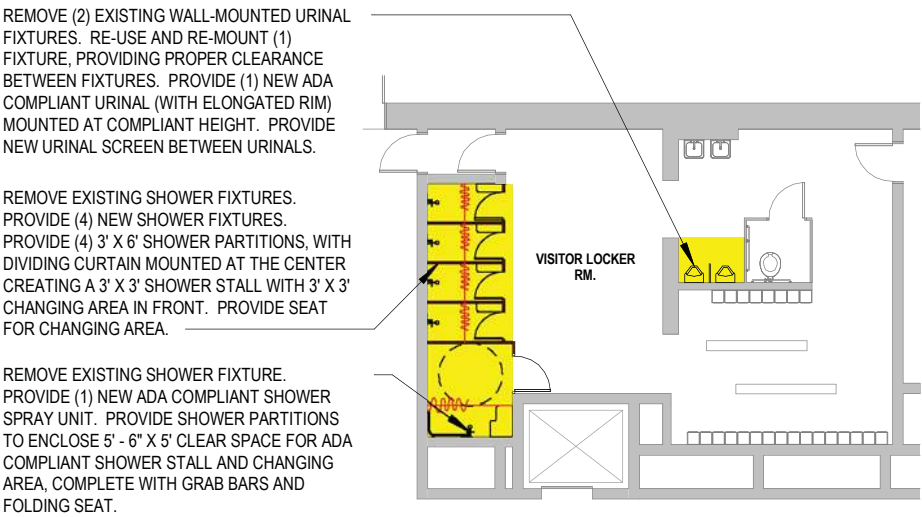 REMOVE (2) EXISTING WALL-MOUNTED URINAL
FIXTURES. RE-USE AND RE-MOUNT (1)
FIXTURE, PROVIDING PROPER CLEARANCE
BETWEEN FIXTURES. PROVIDE (1) NEW ADA
COMPLIANT URINAL (WITH ELONGATED RIM)
MOUNTED AT COMPLIANT HEIGHT. PROVIDE
NEW URINAL SCREEN BETWEEN URINALS.
REMOVE EXISTING SHOWER FIXTURES.
PROVIDE (4) NEW SHOWER FIXTURES.
PROVIDE (4) 3' X 6' SHOWER PARTITIONS, WITH
DIVIDING CURTAIN MOUNTED AT THE CENTER
CREATING A 3' X 3' SHOWER STALL WITH 3' X 3'
CHANGING AREA IN FRONT. PROVIDE SEAT
FOR CHANGING AREA.
REMOVE EXISTING SHOWER FIXTURE.
PROVIDE (1) NEW ADA COMPLIANT SHOWER
SPRAY UNIT. PROVIDE SHOWER PARTITIONS
TO ENCLOSE 5' - 6" X 5' CLEAR SPACE FOR ADA
COMPLIANT SHOWER STALL AND CHANGING
AREA, COMPLETE WITH GRAB BARS AND
FOLDING SEAT.
VISITOR LOCKER
RM.